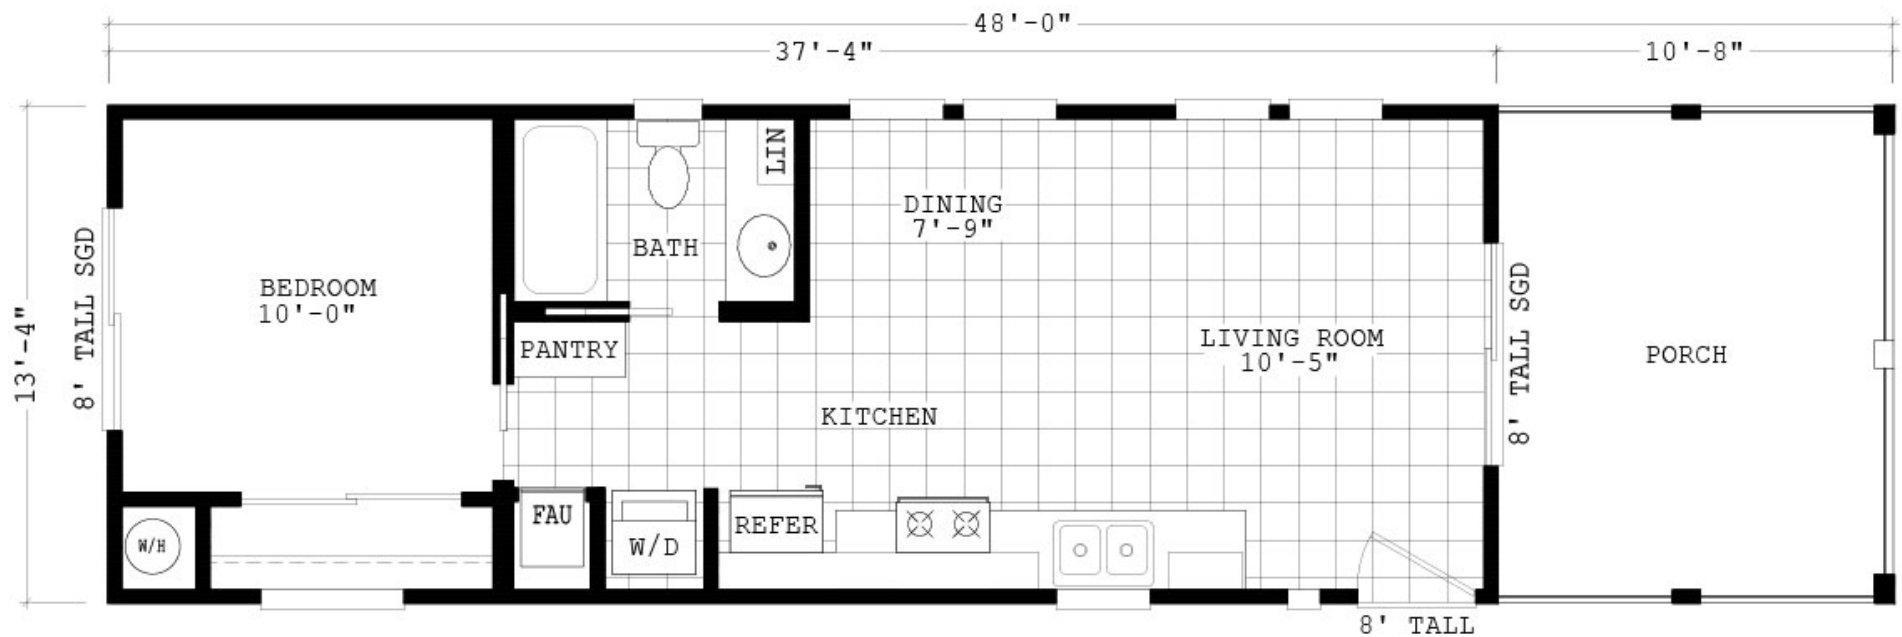 48'-0"
37'-4"
10'-8"
13'-4"
8' TALL SGD
BEDROOM
10'-0"
BATH
LIN
PANTRY
DINING
7'-9"
KITCHEN
LIVING ROOM
10'-5"
8' TALL SGD
PORCH
W/H
FAU
W/D
REFER
8' TALL